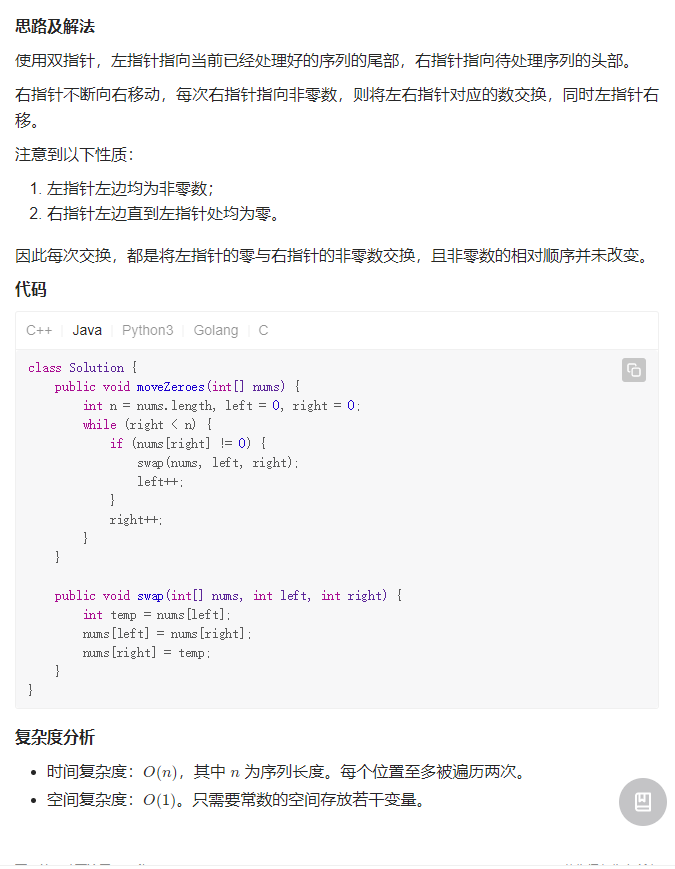 思路及解法
使用双指针，左指针指向当前已经处理好的序列的尾部，右指针指向待处理序列的头部。
右指针不断向右移动，每次右指针指向非零数，则将左右指针对应的数交换，同时左指针右
移。
注意到以下性质：
1. 左指针左边均为非零数；
2. 右指针左边直到左指针处均为零。
因此每次交换，都是将左指针的零与右指针的非零数交换，且非零数的相对顺序并未改变。
代码
C++ Java Python3 Golang C
class Solution {
    public void moveZeroes(int[] nums) {
        int n = nums.length, left = 0, right = 0;
        while (right < n) {
            if (nums[right] != 0) {
                swap(nums, left, right);
                left++;
            }
            right++;
        }
    }

    public void swap(int[] nums, int left, int right) {
        int temp = nums[left];
        nums[left] = nums[right];
        nums[right] = temp;
    }
}
复杂度分析
• 时间复杂度：O(n)，其中 n 为序列长度。每个位置至多被遍历两次。
• 空间复杂度：O(1)。只需要常数的空间存放若干变量。